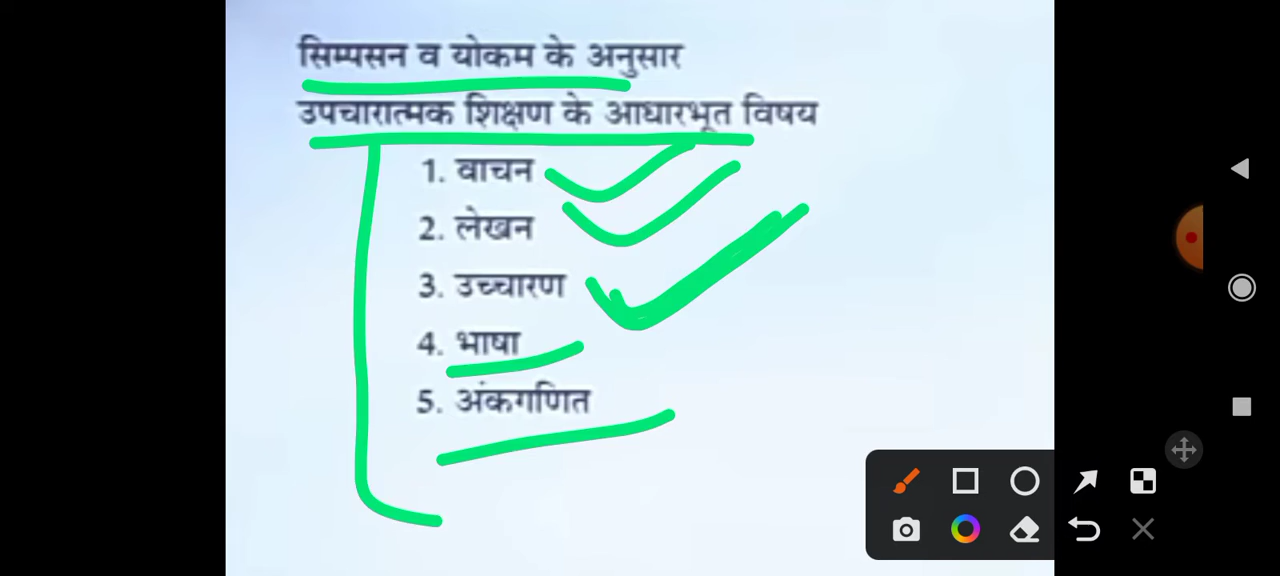 सिम्पसन व योकम के अनुसार
उपचारात्मक शिक्षण के आधारभूत विषय
1. वाचन
2. लेखन
3. उच्चारण
4. भाषा
5. अंकगणित